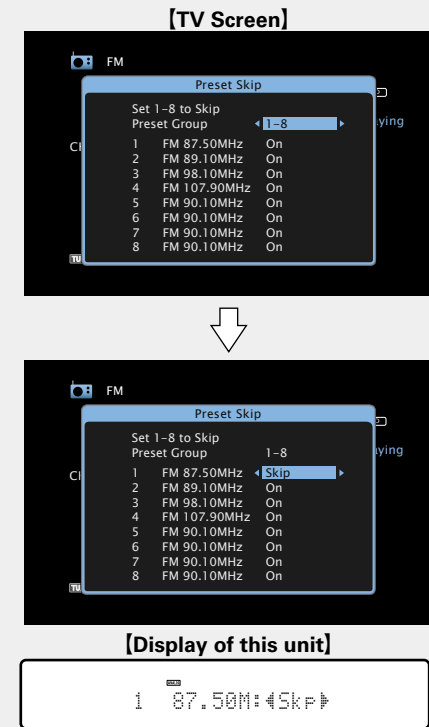 【TV Screen】
FM
Preset Skip
Set 1-8 to Skip
Preset Group 1-8
1 FM 87.50MHz On
2 FM 89.10MHz On
3 FM 98.10MHz On
4 FM 107.90MHz On
5 FM 90.10MHz On
6 FM 90.10MHz On
7 FM 90.10MHz On
8 FM 90.10MHz On
CH
ying
TU
FM
Preset Skip
Set 1-8 to Skip
Preset Group 1-8
1 FM 87.50MHz Skip
2 FM 89.10MHz On
3 FM 98.10MHz On
4 FM 107.90MHz On
5 FM 90.10MHz On
6 FM 90.10MHz On
7 FM 90.10MHz On
8 FM 90.10MHz On
CH
ying
TU
【Display of this unit】
1 87.50M:◀Skp▶